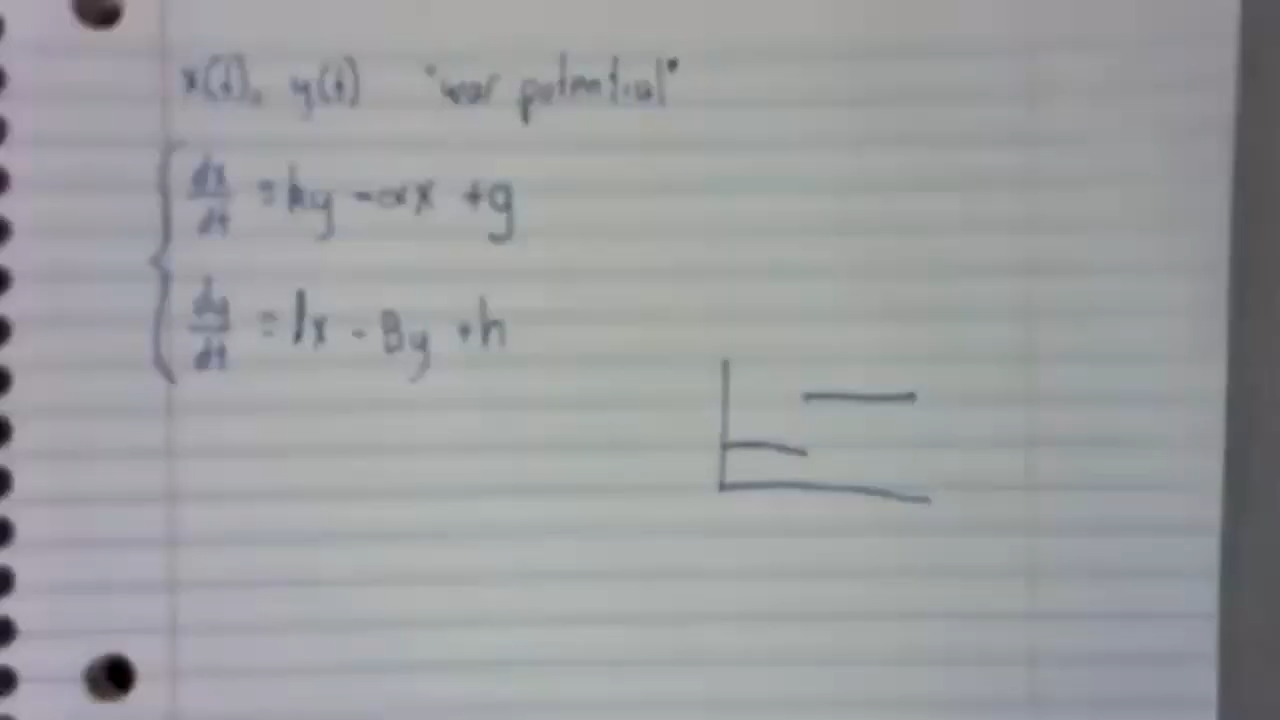 x(t), y(t) "war potential"
dx/dt = ky - αx + g
dy/dt = lx - βy + h